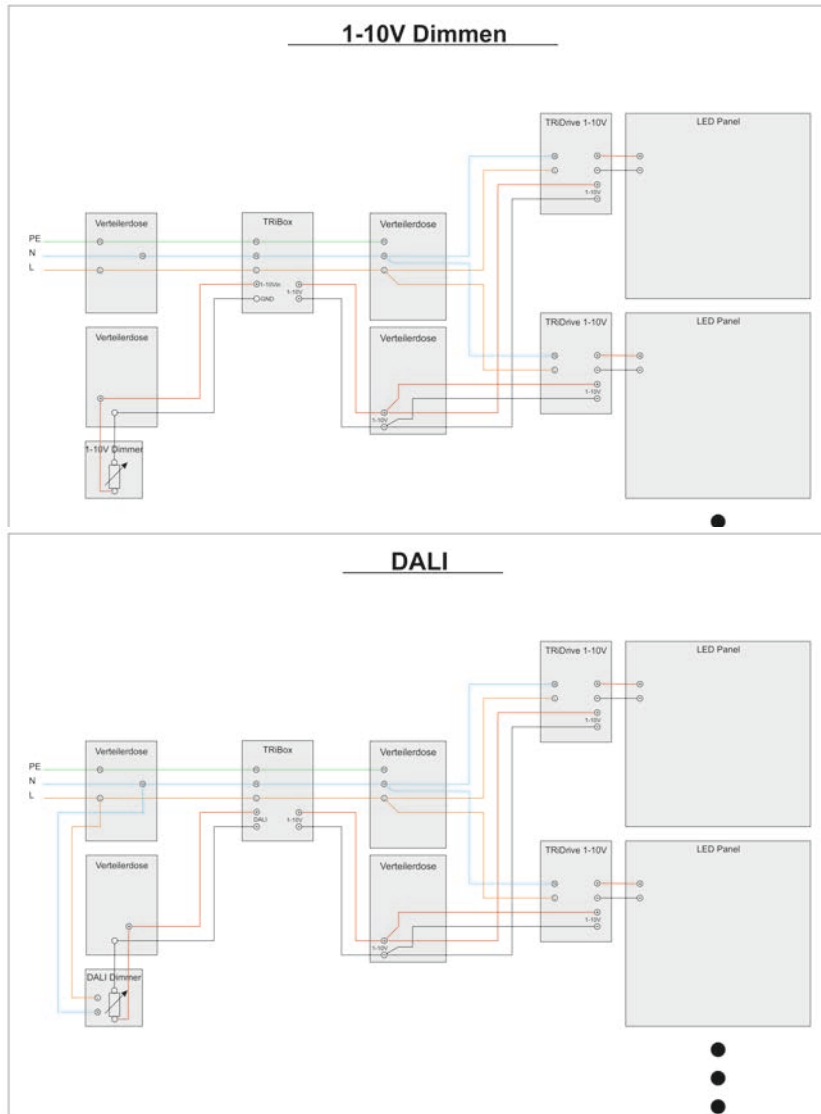 1-10V Dimmen
TRiDrive 1-10V
LED Panel
1-10V
Verteilerdose
TRiBox
Verteilerdose
PE
N
L
1-10Vin
1-10V
GND
TRiDrive 1-10V
LED Panel
Verteilerdose
Verteilerdose
1-10V
1-10V
1-10V Dimmer
DALI
TRiDrive 1-10V
LED Panel
1-10V
Verteilerdose
TRiBox
Verteilerdose
PE
N
L
DALI
1-10V
TRiDrive 1-10V
LED Panel
Verteilerdose
Verteilerdose
1-10V
1-10V
DALI Dimmer